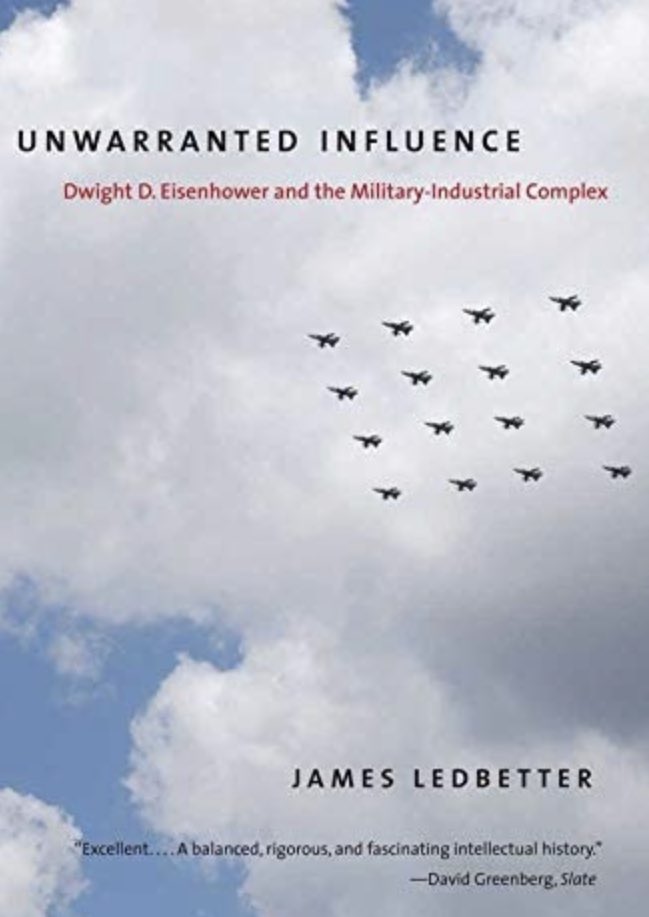 UNWARRANTED INFLUENCE
Dwight D. Eisenhower and the Military-Industrial Complex
JAMES LEDBETTER
"Excellent.... A balanced, rigorous, and fascinating intellectual history."
—David Greenberg, Slate